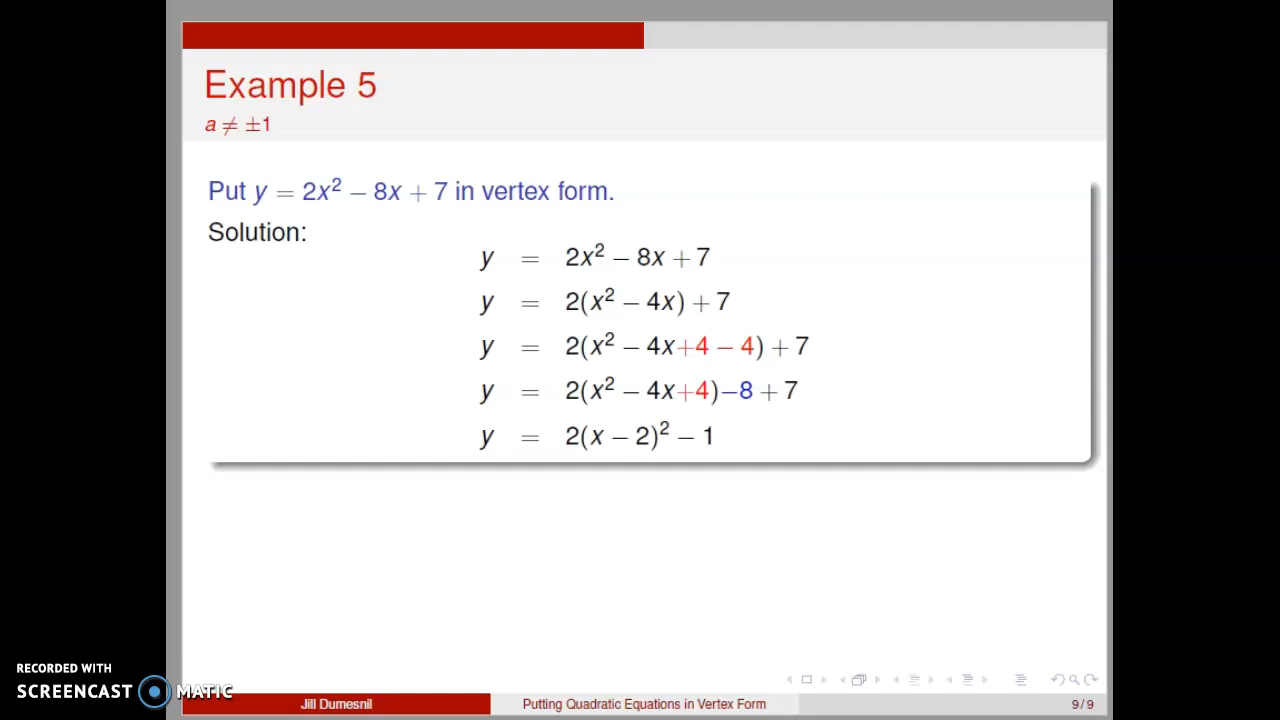 Example 5
a ≠ ±1
Put y = 2x² − 8x + 7 in vertex form.
Solution:
y = 2x² − 8x + 7
y = 2(x² − 4x) + 7
y = 2(x² − 4x+4 − 4) + 7
y = 2(x² − 4x+4)−8 + 7
y = 2(x − 2)² − 1
RECORDED WITH
SCREENCAST MATIC
Jill Dumesnil Putting Quadratic Equations in Vertex Form 9/9